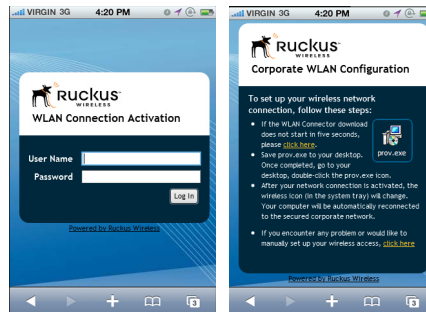 VIRGIN 3G 4:20 PM
Ruckus
WIRELESS
WLAN Connection Activation
User Name
Password
Log In
Powered by Ruckus Wireless
3
VIRGIN 3G 4:20 PM
Ruckus
WIRELESS
Corporate WLAN Configuration
To set up your wireless network
connection, follow these steps:
If the WLAN Connector download
does not start in five seconds,
please click here.
prov.exe
Save prov.exe to your desktop.
Once completed, go to your
desktop, double-click the prov.exe icon.
After your network connection is activated, the
wireless icon (in the system tray) will change.
Your computer will be automatically reconnected
to the secured corporate network.
If you encounter any problem or would like to
manually set up your wireless access, click here
Powered by Ruckus Wireless
3